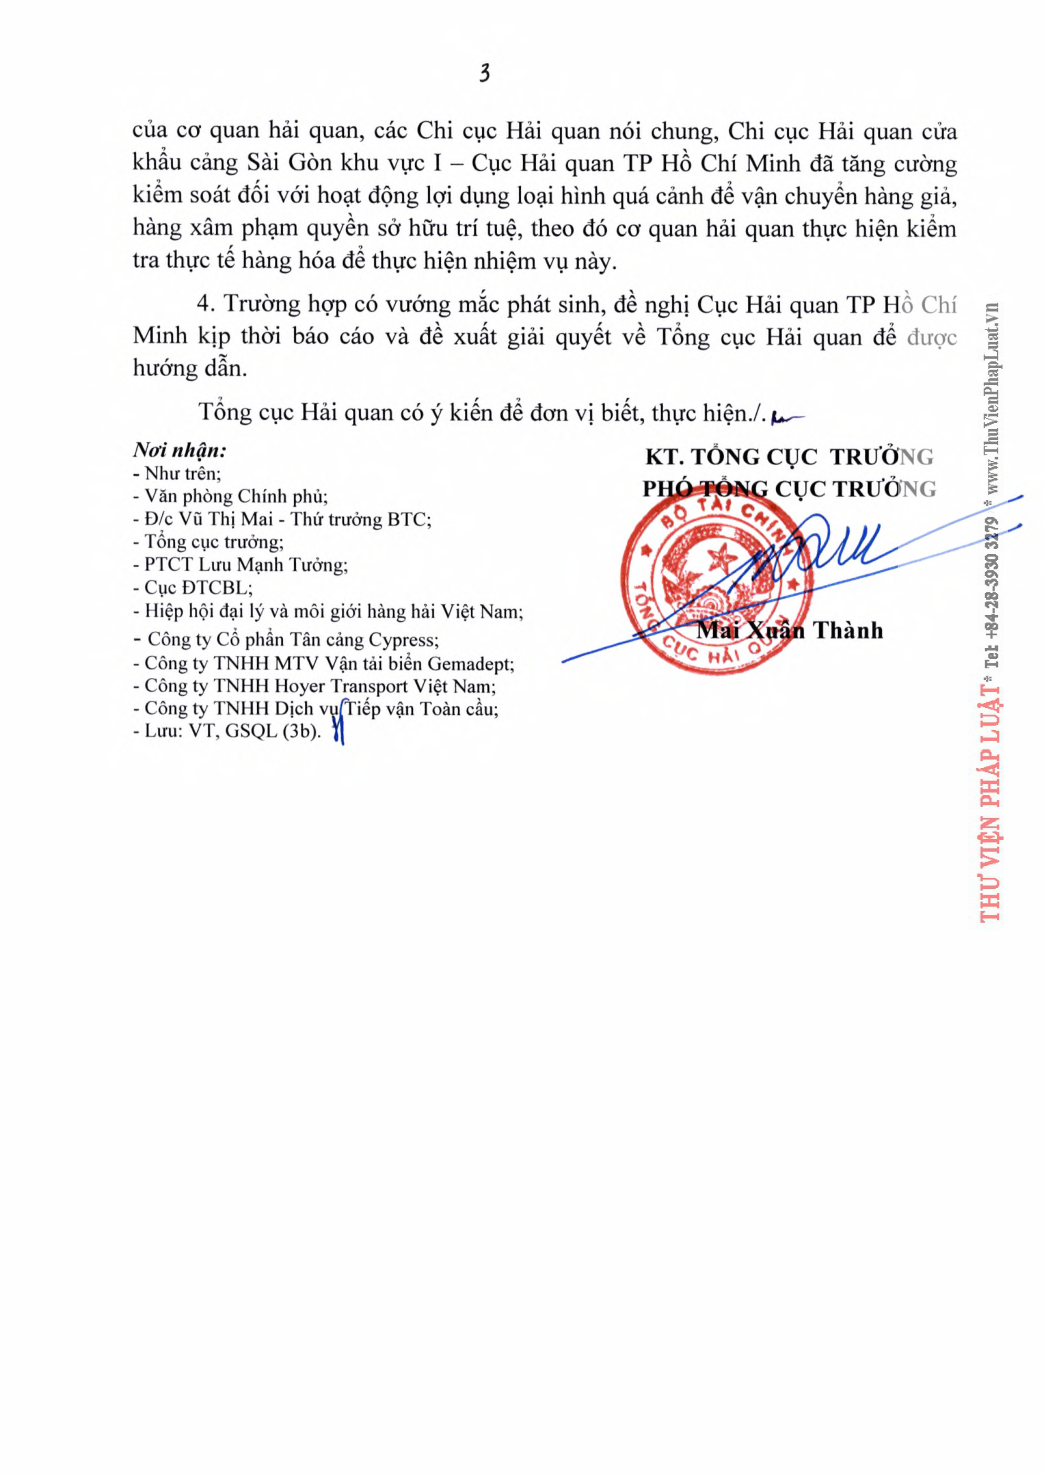 3
của cơ quan hải quan, các Chi cục Hải quan nói chung, Chi cục Hải quan cửa
khẩu cảng Sài Gòn khu vực I – Cục Hải quan TP Hồ Chí Minh đã tăng cường
kiểm soát đối với hoạt động lợi dụng loại hình quá cảnh để vận chuyển hàng giả,
hàng xâm phạm quyền sở hữu trí tuệ, theo đó cơ quan hải quan thực hiện kiểm
tra thực tế hàng hóa để thực hiện nhiệm vụ này.
4. Trường hợp có vướng mắc phát sinh, đề nghị Cục Hải quan TP Hồ Chí
Minh kịp thời báo cáo và đề xuất giải quyết về Tổng cục Hải quan để được
hướng dẫn.
Tổng cục Hải quan có ý kiến để đơn vị biết, thực hiện./.
Nơi nhận:
- Như trên;
- Văn phòng Chính phủ;
- Đ/c Vũ Thị Mai - Thứ trưởng BTC;
- Tổng cục trưởng;
- PTCT Lưu Mạnh Tưởng;
- Cục ĐTCBL;
- Hiệp hội đại lý và môi giới hàng hải Việt Nam;
- Công ty Cổ phần Tân cảng Cypress;
- Công ty TNHH MTV Vận tải biển Gemadept;
- Công ty TNHH Hoyer Transport Việt Nam;
- Công ty TNHH Dịch vụ Tiếp vận Toàn cầu;
- Lưu: VT, GSQL (3b).
KT. TỔNG CỤC TRƯỞNG
PHÓ TỔNG CỤC TRƯỞNG
BỘ TÀI CHÍNH
TỔNG CỤC HẢI QUAN
Mai Xuân Thành
THƯ VIỆN PHÁP LUẬT * Tel: +84-28-3930 3279 * www.ThuVienPhapLuat.vn